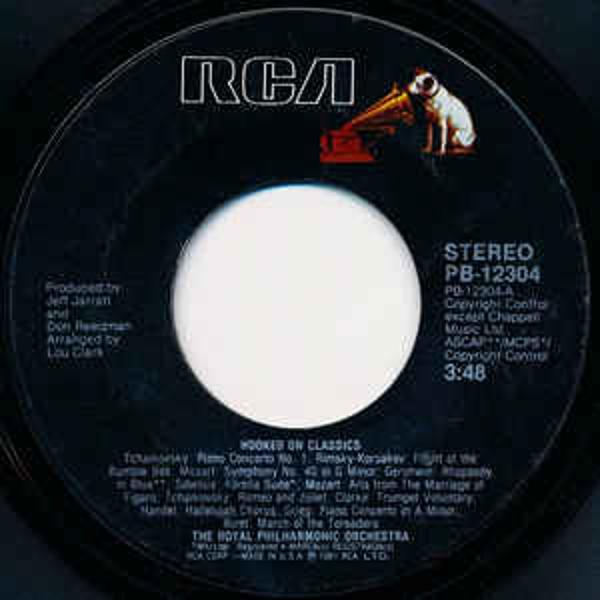 RCA
STEREO
PB-12304
PB-12304-A
Copyright Control
except Chappell
Music Ltd.
ASCAP**/MCPS*/
Copyright Control
3:48
Produced by
Jeff Jarratt
and
Don Reedman
Arranged by
Lou Clark
HOOKED ON CLASSICS
Tchaikovsky: Piano Concerto No. 1, Rimsky-Korsakov: Flight of the
Bumble Bee, Mozart: Symphony No. 40 in G Minor, Gershwin: Rhapsody
in Blue**, Sibelius: Karelia Suite*, Mozart: Aria from The Marriage of
Figaro, Tchaikovsky: Romeo and Juliet, Clarke: Trumpet Voluntary,
Handel: Hallelujah Chorus, Grieg: Piano Concerto in A Minor,
Bizet: March of the Toreadors
THE ROYAL PHILHARMONIC ORCHESTRA
RCA CORP.—MADE IN U.S.A. ℗ 1981 RCA LTD.